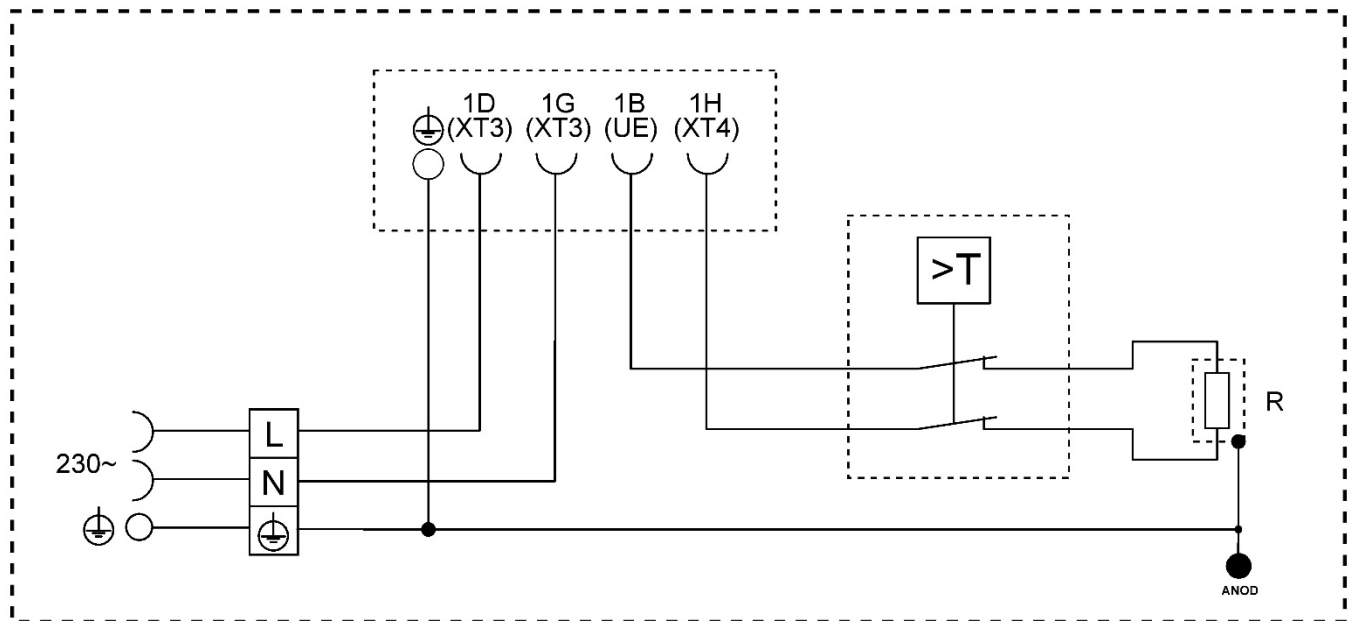 1D 1G 1B 1H
(XT3) (XT3) (UE) (XT4)
>T
R
L
230~
N
ANOD